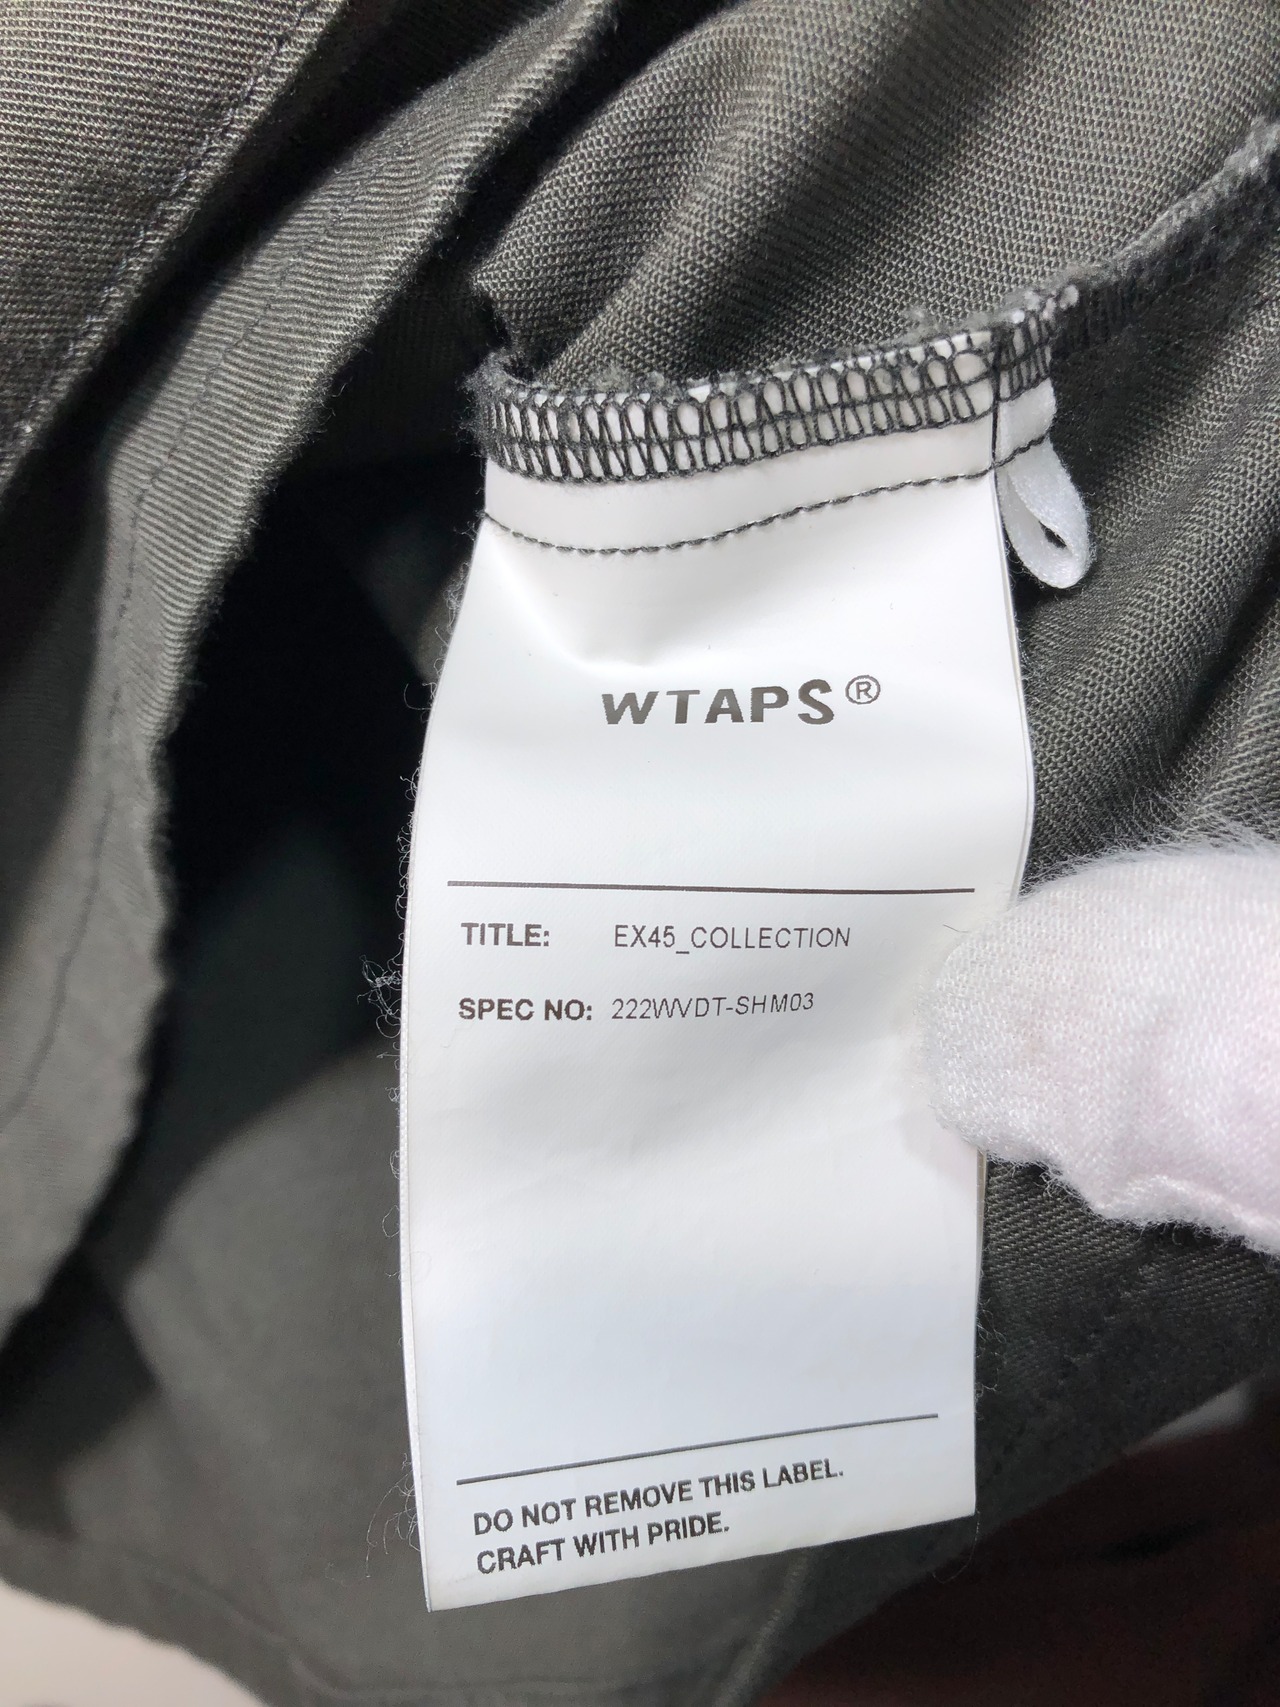 WTAPS®
TITLE: EX45_COLLECTION
SPEC NO: 222WVDT-SHM03
DO NOT REMOVE THIS LABEL.
CRAFT WITH PRIDE.